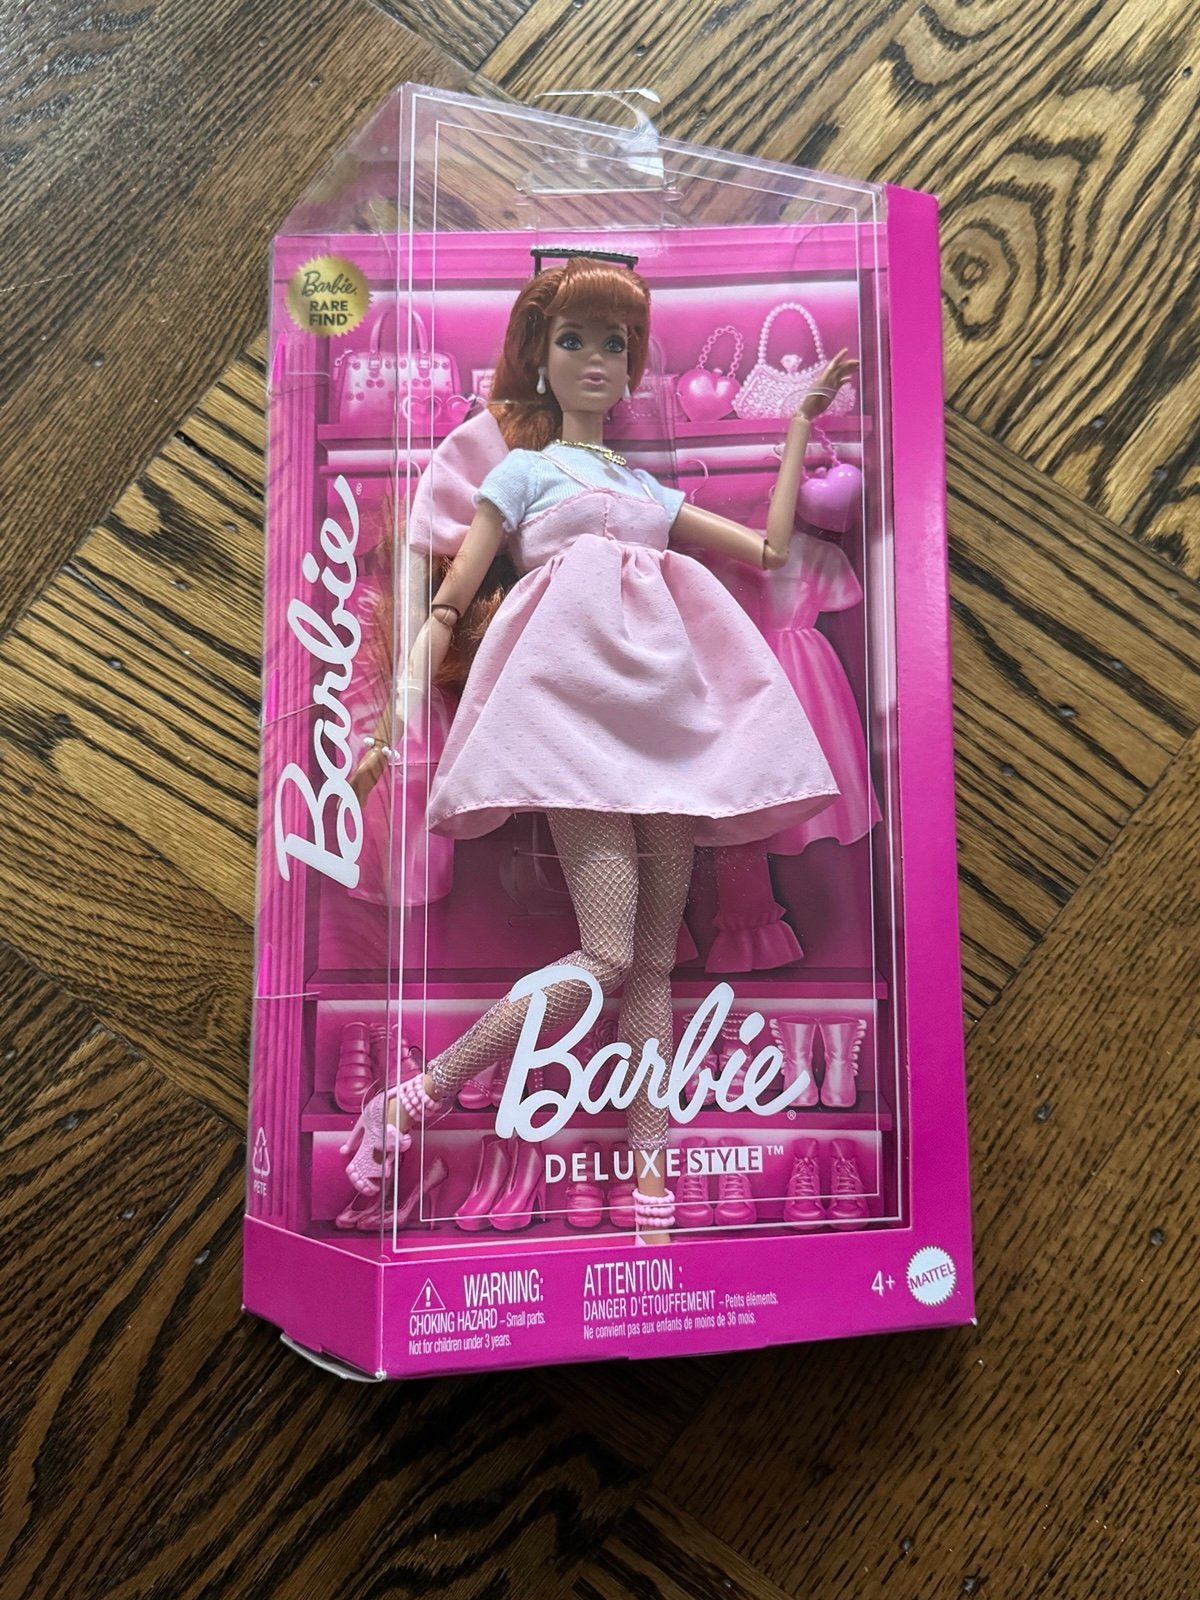 Barbie®
RARE
FIND™
Barbie®
Barbie®
DELUXE STYLE™
PETE
WARNING:
CHOKING HAZARD – Small parts.
Not for children under 3 years.
ATTENTION :
DANGER D'ÉTOUFFEMENT – Petits éléments.
Ne convient pas aux enfants de moins de 36 mois.
4+
MATTEL